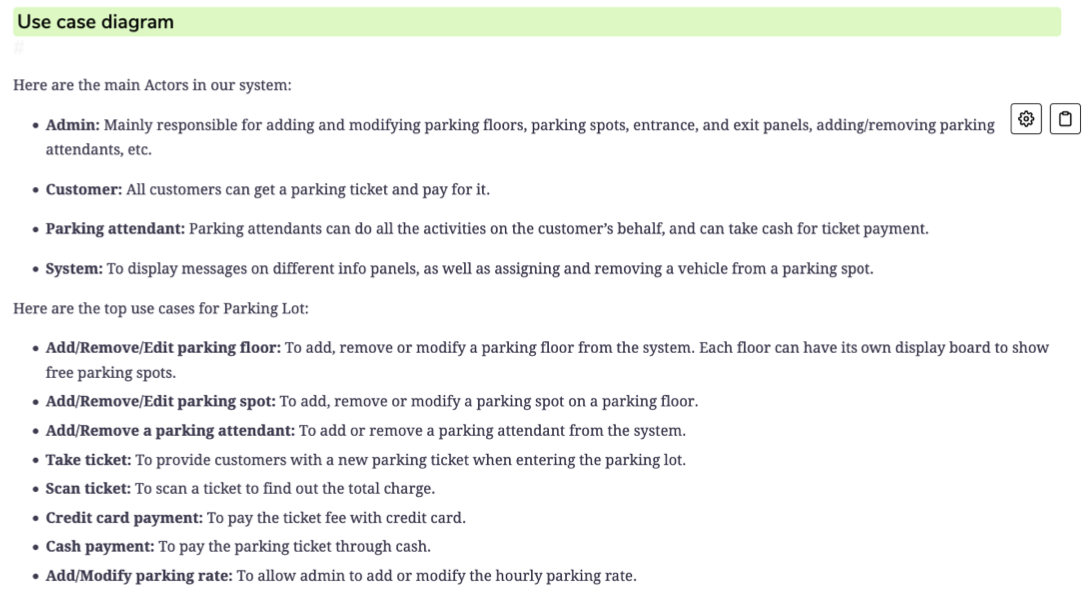 Use case diagram
#
Here are the main Actors in our system:
• Admin: Mainly responsible for adding and modifying parking floors, parking spots, entrance, and exit panels, adding/removing parking
attendants, etc.
• Customer: All customers can get a parking ticket and pay for it.
• Parking attendant: Parking attendants can do all the activities on the customer’s behalf, and can take cash for ticket payment.
• System: To display messages on different info panels, as well as assigning and removing a vehicle from a parking spot.
Here are the top use cases for Parking Lot:
• Add/Remove/Edit parking floor: To add, remove or modify a parking floor from the system. Each floor can have its own display board to show
free parking spots.
• Add/Remove/Edit parking spot: To add, remove or modify a parking spot on a parking floor.
• Add/Remove a parking attendant: To add or remove a parking attendant from the system.
• Take ticket: To provide customers with a new parking ticket when entering the parking lot.
• Scan ticket: To scan a ticket to find out the total charge.
• Credit card payment: To pay the ticket fee with credit card.
• Cash payment: To pay the parking ticket through cash.
• Add/Modify parking rate: To allow admin to add or modify the hourly parking rate.